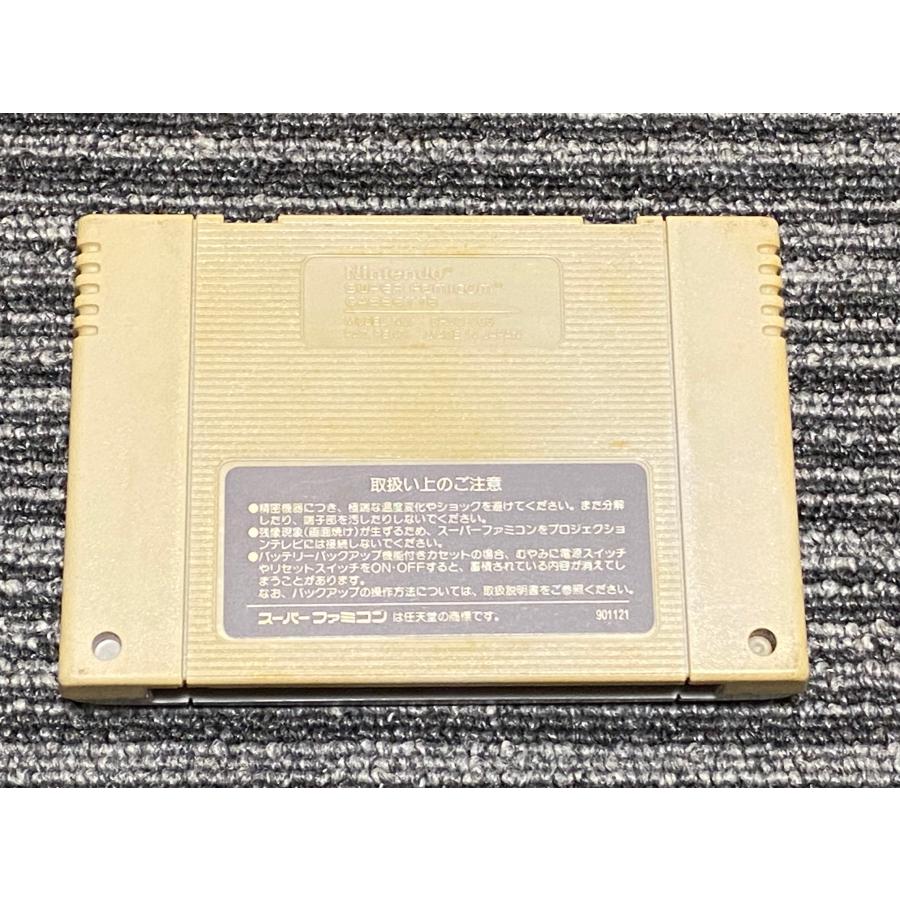 Nintendo
SUPER FAMICOM™
CASSETTE
MODEL NO.
MADE IN JAPAN
取扱い上のご注意
●精密機器につき、極端な温度変化やショックを避けてください。また分解
したり、端子部を汚したりしないでください。
●残像現象(画面焼け)が生ずるため、スーパーファミコンをプロジェクショ
ンテレビには接続しないでください。
●バッテリーバックアップ機能付きカセットの場合、むやみに電源スイッチ
やリセットスイッチをON・OFFすると、蓄積されている内容が消えてし
まうことがあります。
なお、バックアップの操作方法については、取扱説明書をご参照ください。
スーパーファミコン は任天堂の商標です。 901121